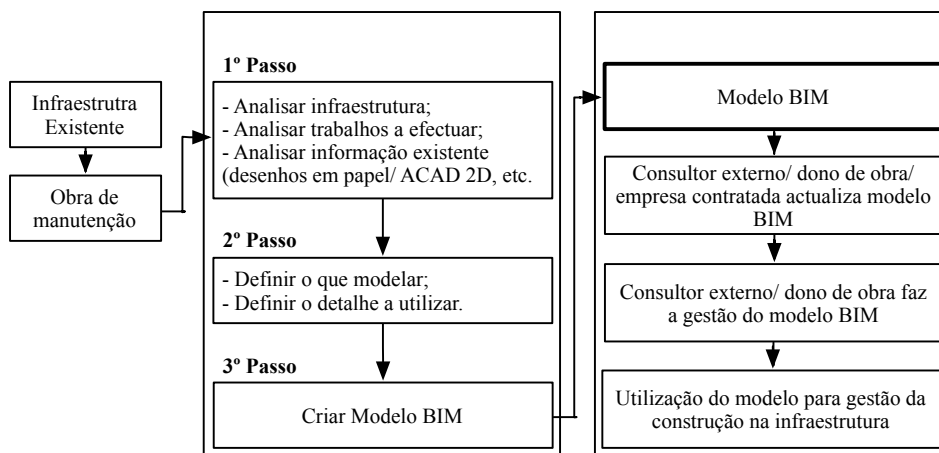 Infraestrutra
Existente
Obra de
manutenção
1º Passo
- Analisar infraestrutura;
- Analisar trabalhos a efectuar;
- Analisar informação existente
(desenhos em papel/ ACAD 2D, etc.
2º Passo
- Definir o que modelar;
- Definir o detalhe a utilizar.
3º Passo
Criar Modelo BIM
Modelo BIM
Consultor externo/ dono de obra/
empresa contratada actualiza modelo
BIM
Consultor externo/ dono de obra faz
a gestão do modelo BIM
Utilização do modelo para gestão da
construção na infraestrutura